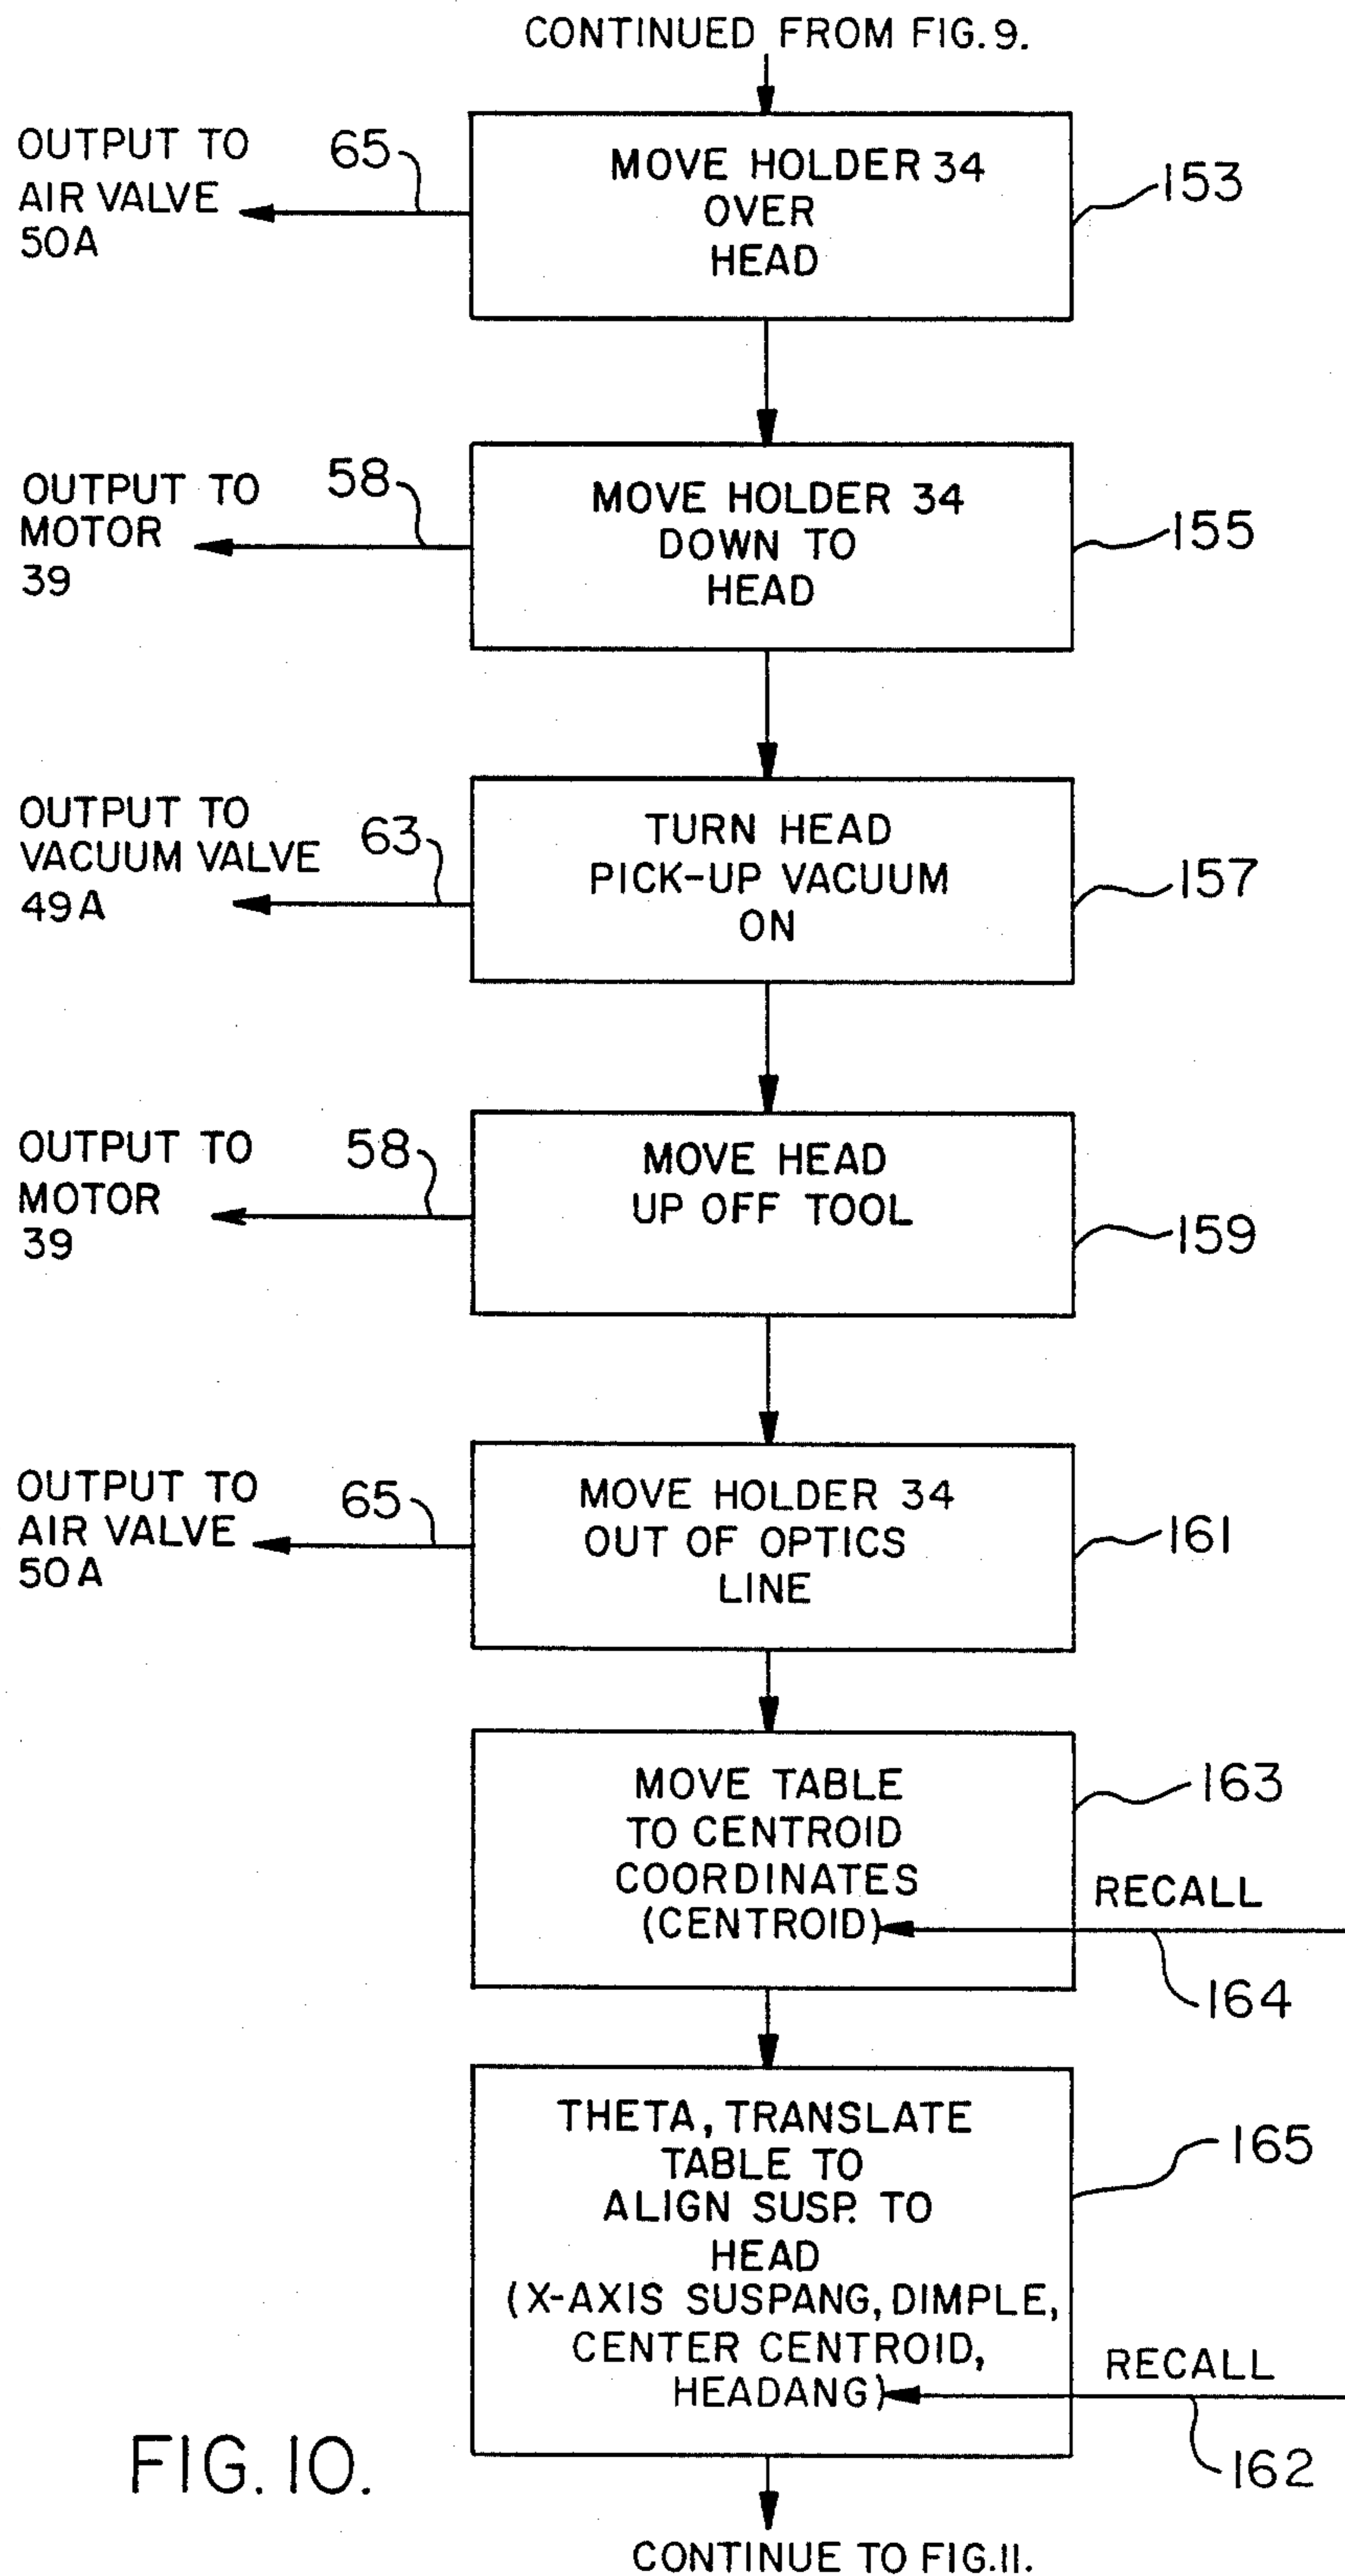 CONTINUED FROM FIG. 9.
OUTPUT TO
AIR VALVE
50A
65
MOVE HOLDER 34
OVER
HEAD
153
OUTPUT TO
MOTOR
39
58
MOVE HOLDER 34
DOWN TO
HEAD
155
OUTPUT TO
VACUUM VALVE
49A
63
TURN HEAD
PICK-UP VACUUM
ON
157
OUTPUT TO
MOTOR
39
58
MOVE HEAD
UP OFF TOOL
159
OUTPUT TO
AIR VALVE
50A
65
MOVE HOLDER 34
OUT OF OPTICS
LINE
161
MOVE TABLE
TO CENTROID
COORDINATES
(CENTROID)
163
RECALL
164
THETA, TRANSLATE
TABLE TO
ALIGN SUSP. TO
HEAD
(X-AXIS SUSPANG, DIMPLE,
CENTER CENTROID,
HEADANG)
165
RECALL
162
FIG. 10.
CONTINUE TO FIG. 11.